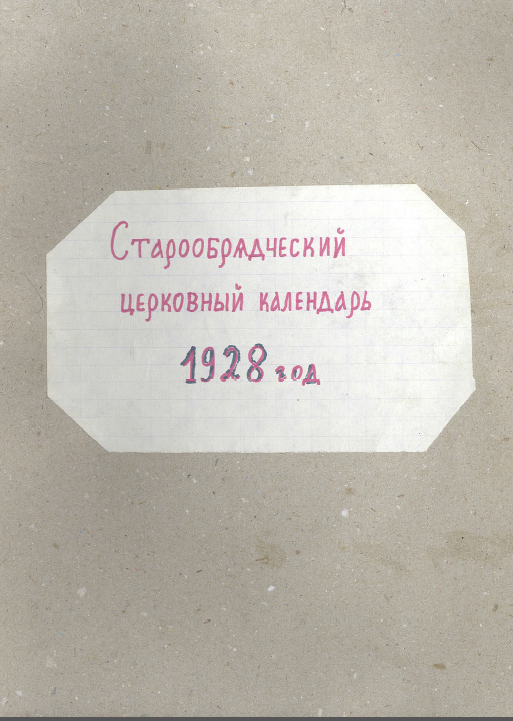 Старообрядческий
церковный календарь
1928 год